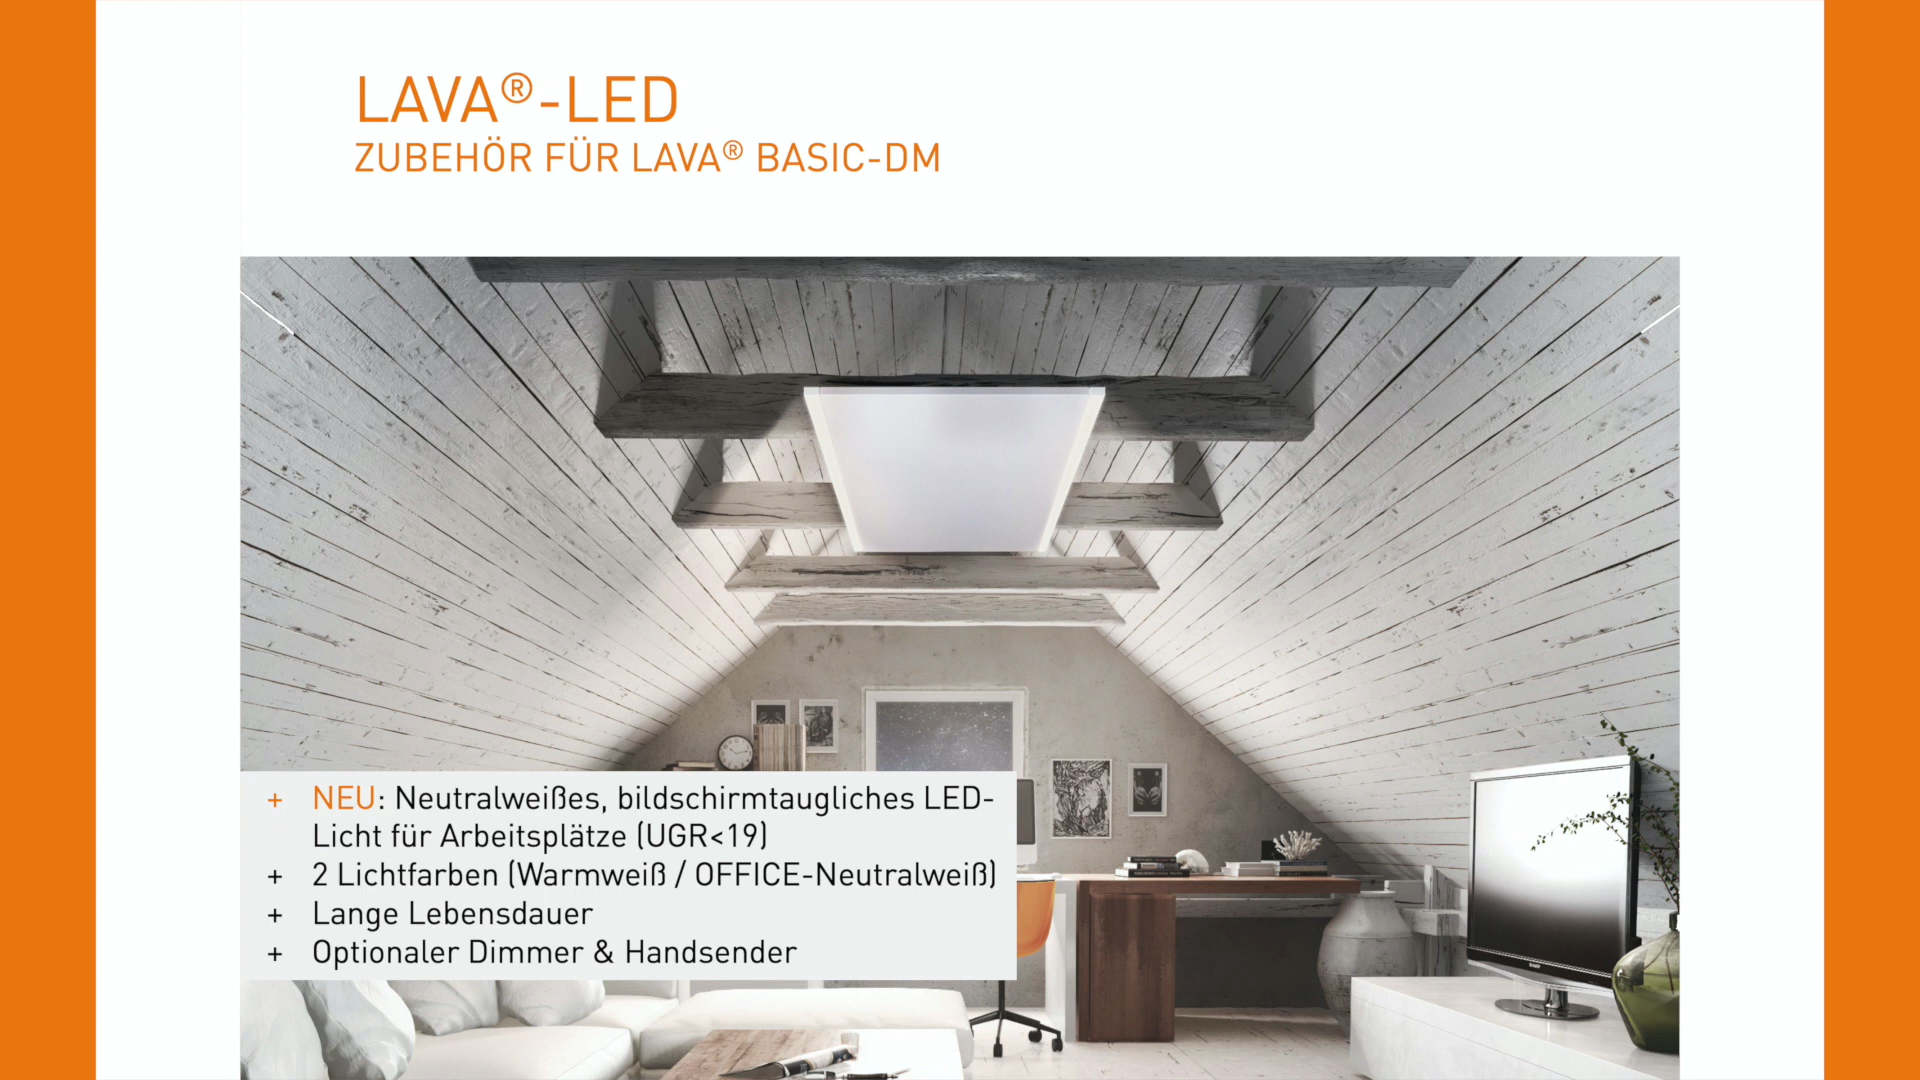 LAVA®-LED
ZUBEHÖR FÜR LAVA® BASIC-DM
+ NEU: Neutralweißes, bildschirmtaugliches LED-
Licht für Arbeitsplätze (UGR<19)
+ 2 Lichtfarben (Warmweiß / OFFICE-Neutralweiß)
+ Lange Lebensdauer
+ Optionaler Dimmer & Handsender